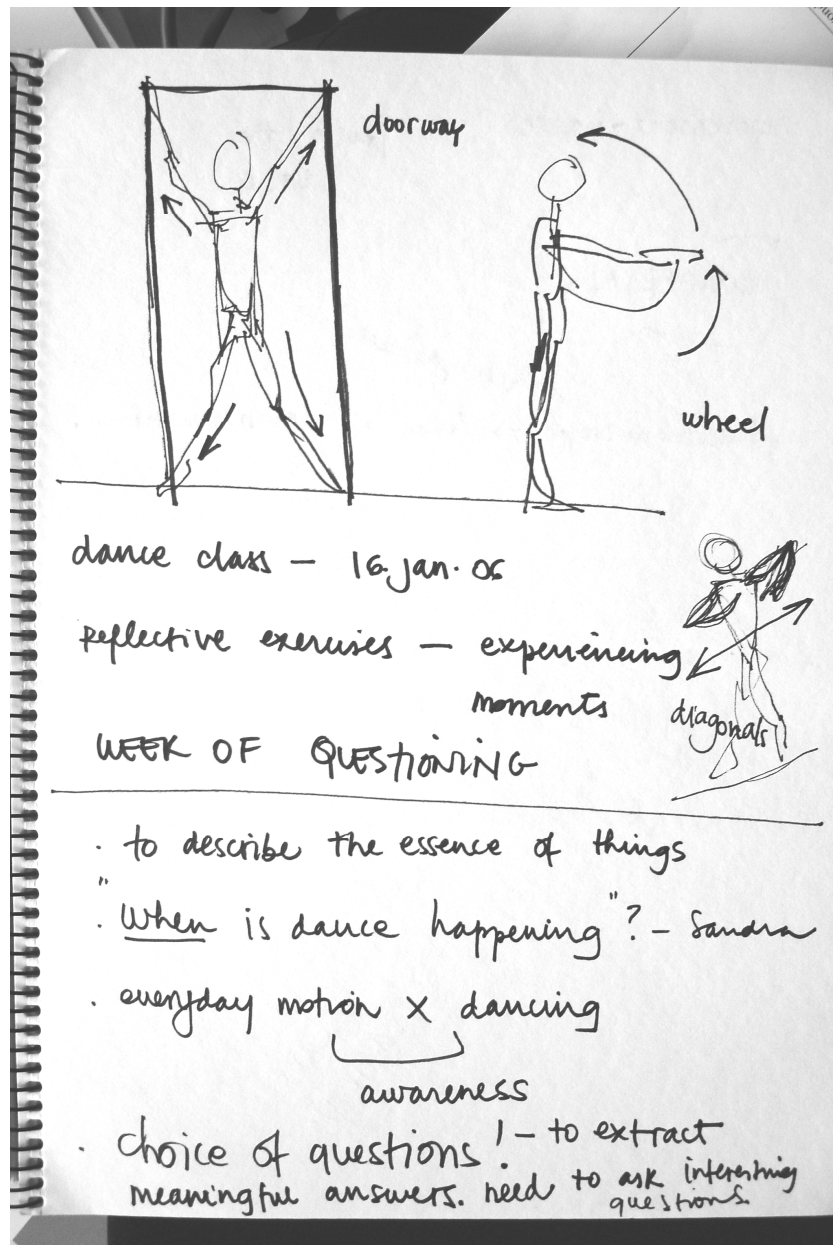 doorway
wheel
dance class – 16.jan.06
reflective exercises – experiencing
moments
diagonals
WEEK OF QUESTIONING
. to describe the essence of things
. "When is dance happening"? – Sandra
. everyday motion x dancing
awareness
. choice of questions! – to extract
meaningful answers. need to ask interesting
questions.